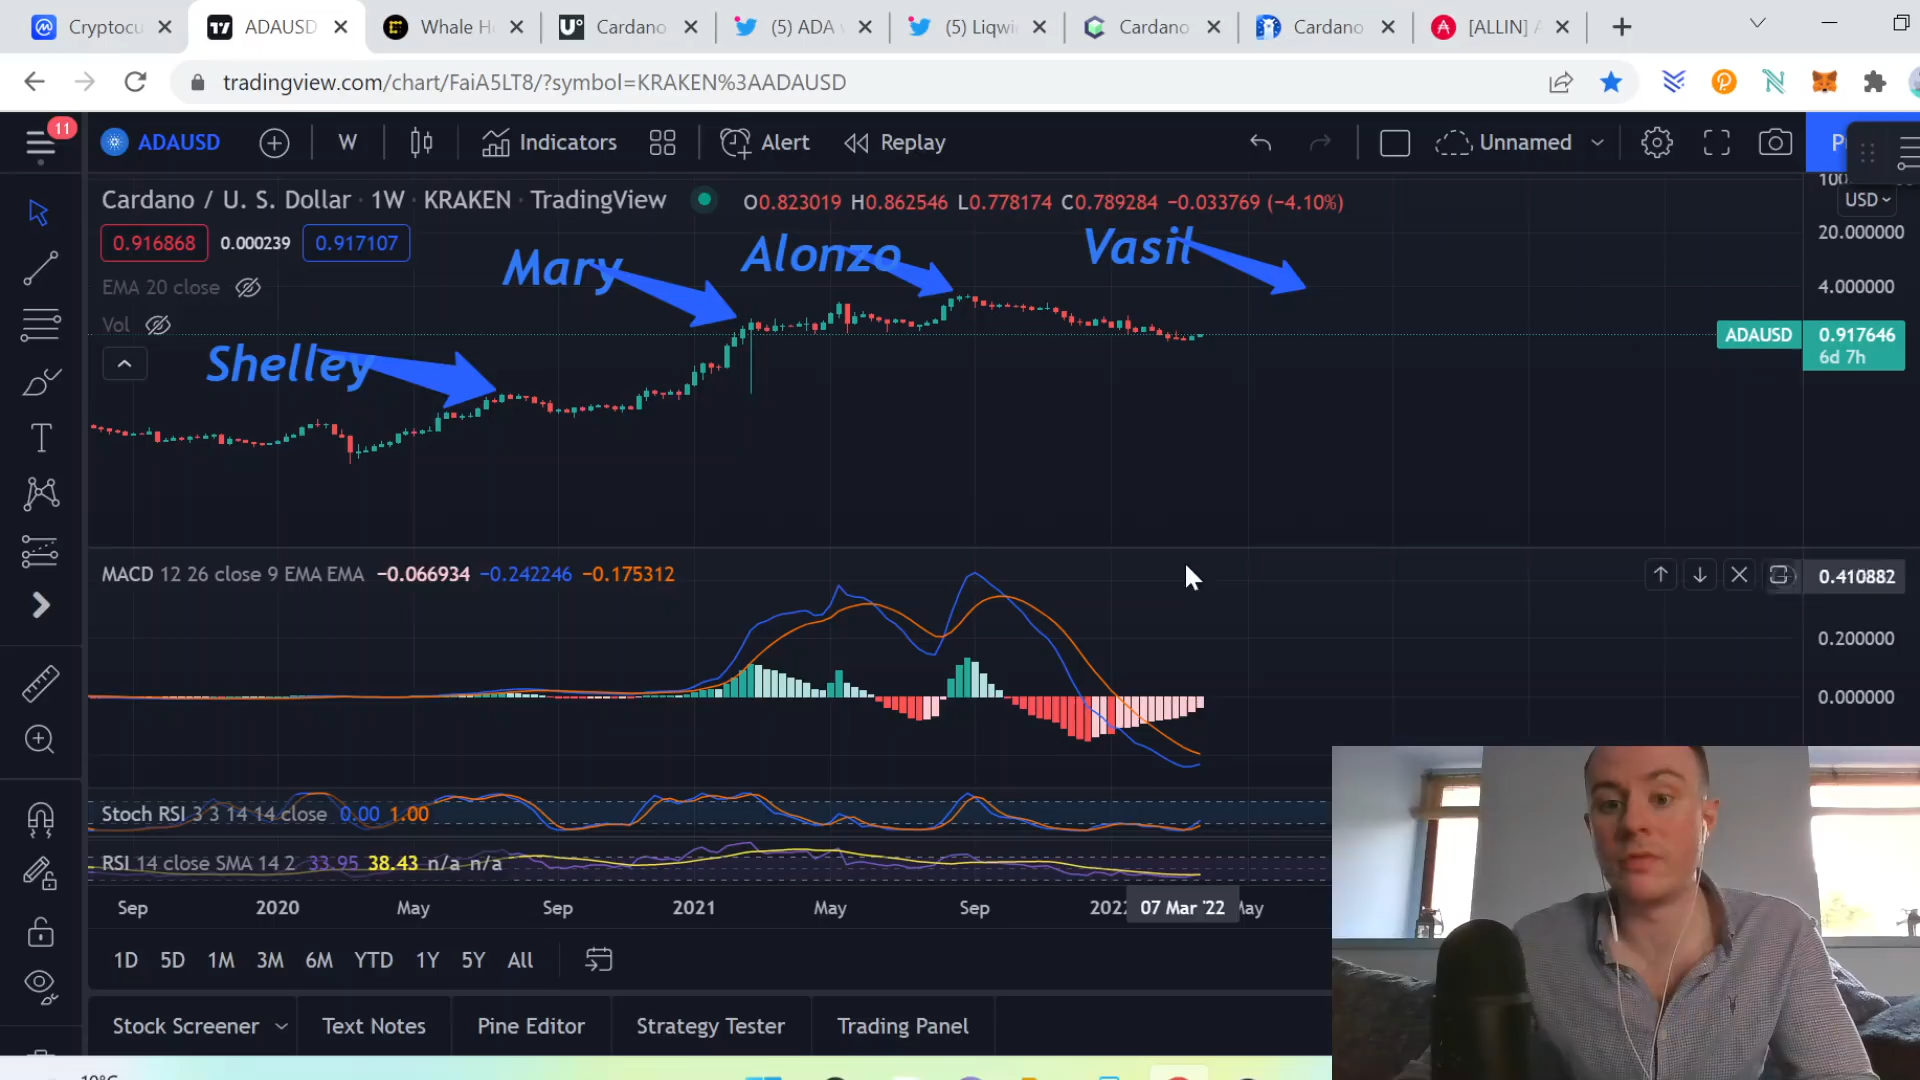 Cryptocu
ADAUSD
Whale H
Cardano
(5) ADA
(5) Liqwi
Cardano
Cardano
[ALLIN] A
tradingview.com/chart/FaiA5LT8/?symbol=KRAKEN%3AADAUSD
11
ADAUSD
W
Indicators
Alert
Replay
Unnamed
Cardano / U. S. Dollar · 1W · KRAKEN · TradingView
O0.823019 H0.862546 L0.778174 C0.789284 −0.033769 (−4.10%)
USD
0.916868
0.000239
0.917107
20.000000
EMA 20 close
4.000000
Vol
Shelley
Mary
Alonzo
Vasil
ADAUSD
0.917646
6d 7h
MACD 12 26 close 9 EMA EMA −0.066934 −0.242246 −0.175312
0.410882
0.200000
0.000000
Stoch RSI 3 3 14 14 close 0.00 1.00
RSI 14 close SMA 14 2 33.95 38.43 n/a n/a
Sep
2020
May
Sep
2021
May
Sep
2022
07 Mar '22
May
1D
5D
1M
3M
6M
YTD
1Y
5Y
All
Stock Screener
Text Notes
Pine Editor
Strategy Tester
Trading Panel